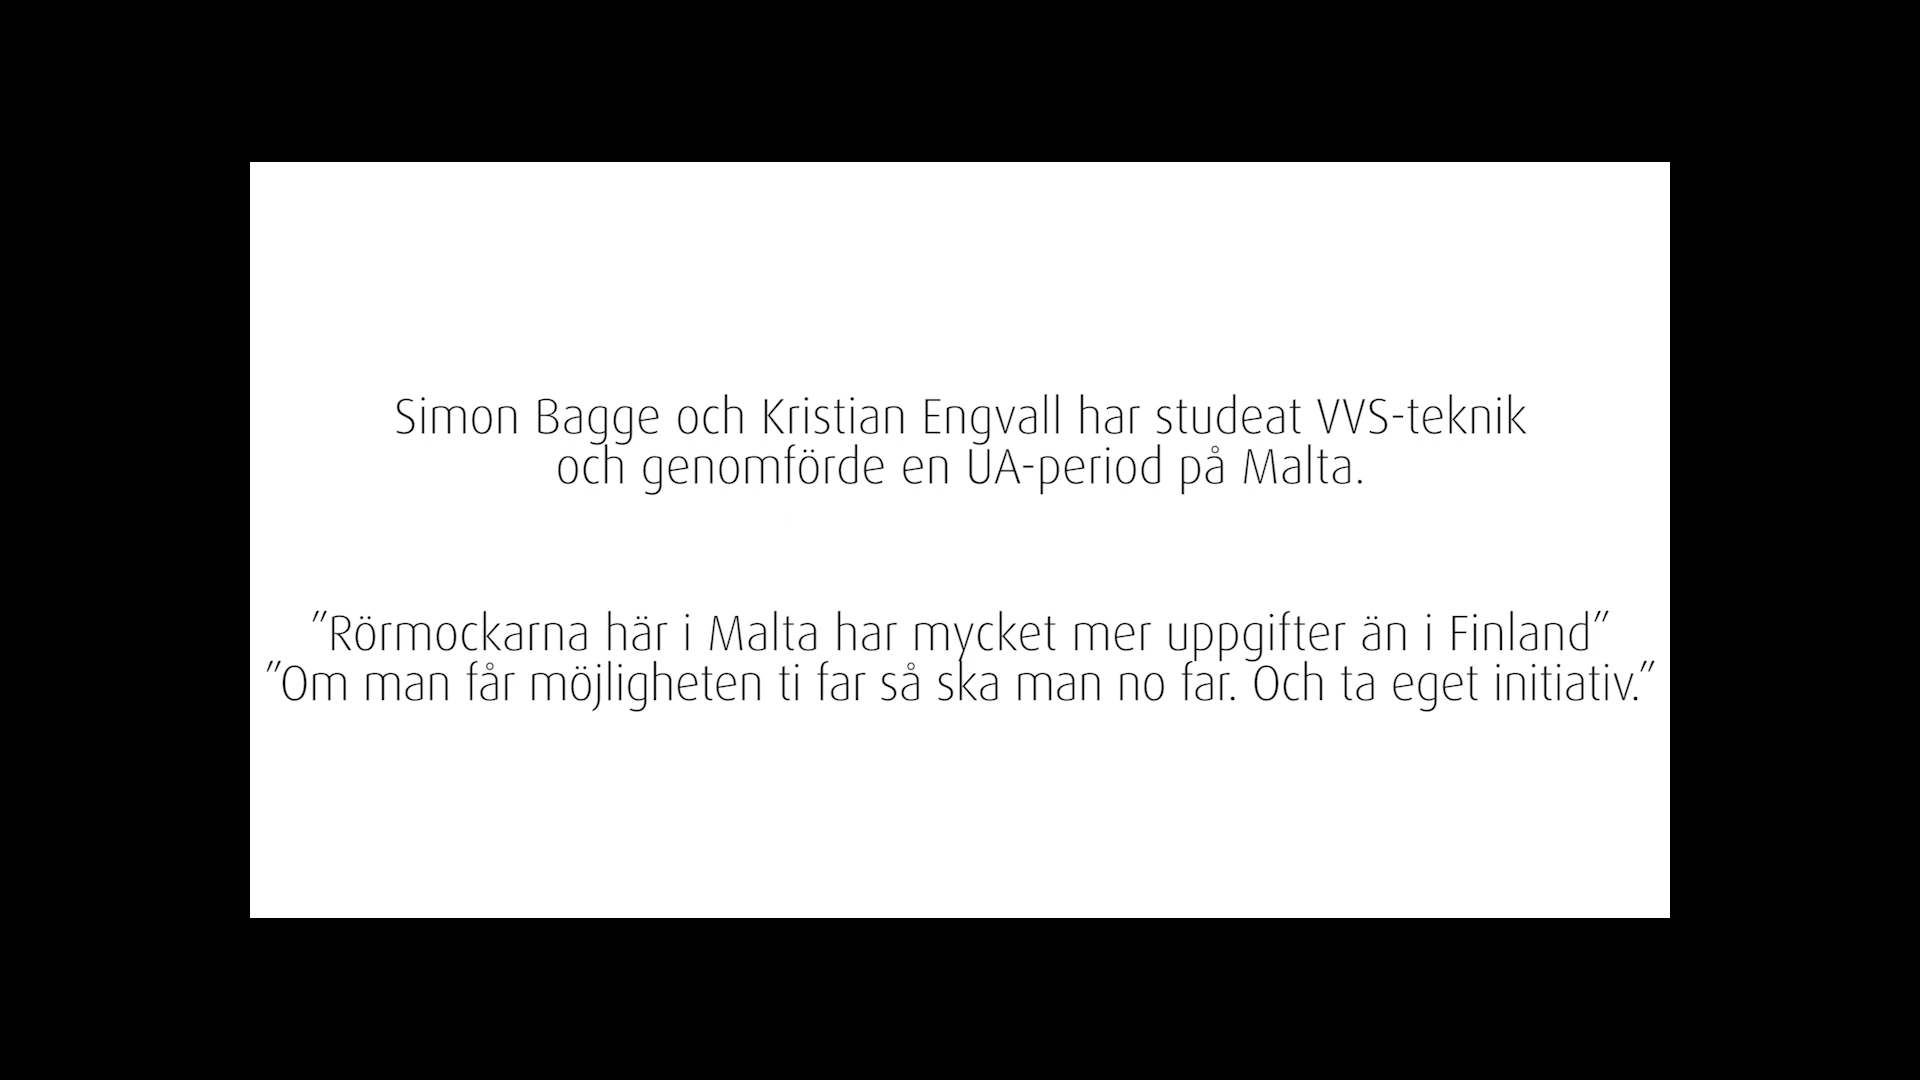 Simon Bagge och Kristian Engvall har studeat VVS-teknik
och genomförde en UA-period på Malta.
”Rörmockarna här i Malta har mycket mer uppgifter än i Finland”
”Om man får möjligheten ti far så ska man no far. Och ta eget initiativ.”